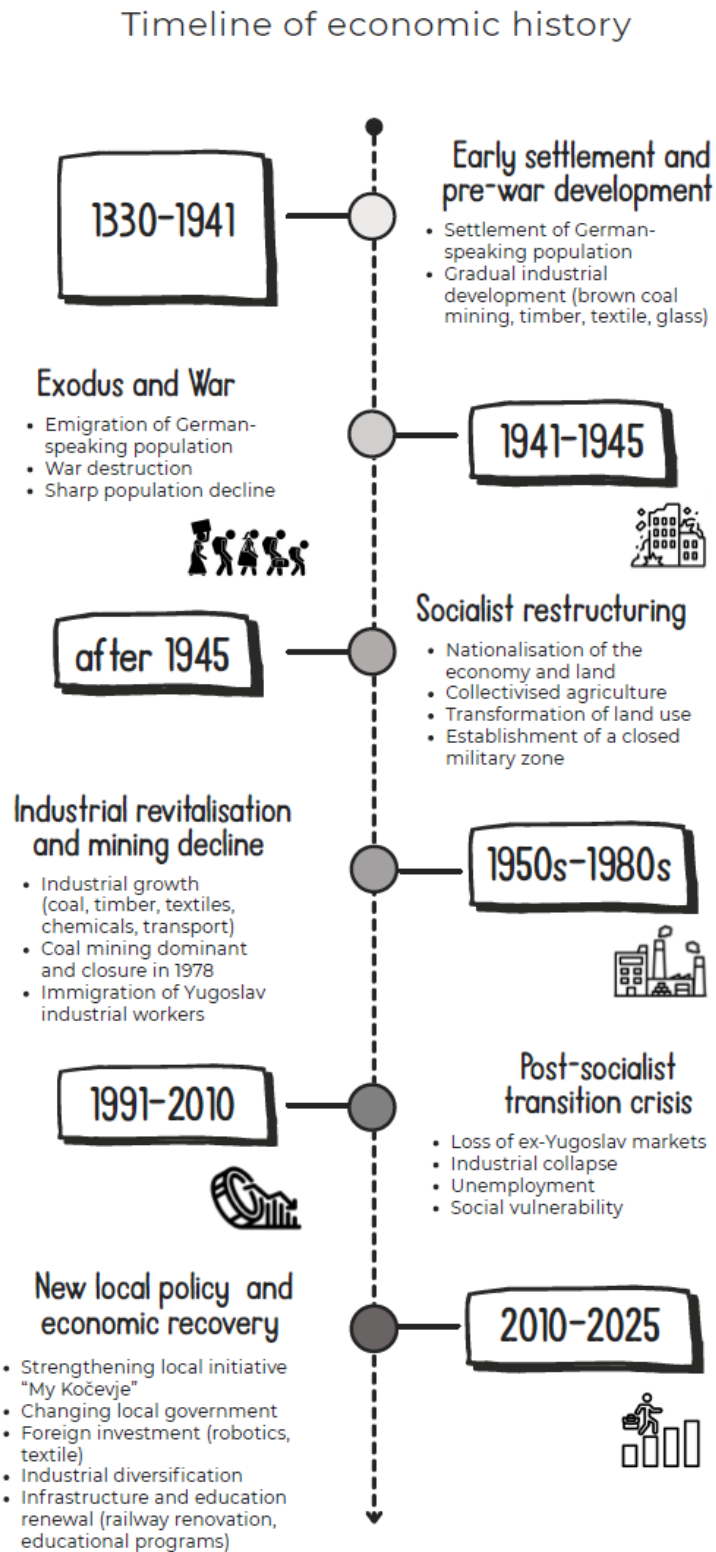 Timeline of economic history
1330-1941
Early settlement and
pre-war development
• Settlement of German-
speaking population
• Gradual industrial
development (brown coal
mining, timber, textile, glass)
Exodus and War
• Emigration of German-
speaking population
• War destruction
• Sharp population decline
1941-1945
after 1945
Socialist restructuring
• Nationalisation of the
economy and land
• Collectivised agriculture
• Transformation of land use
• Establishment of a closed
military zone
Industrial revitalisation
and mining decline
• Industrial growth
(coal, timber, textiles,
chemicals, transport)
• Coal mining dominant
and closure in 1978
• Immigration of Yugoslav
industrial workers
1950s-1980s
1991-2010
Post-socialist
transition crisis
• Loss of ex-Yugoslav markets
• Industrial collapse
• Unemployment
• Social vulnerability
New local policy and
economic recovery
• Strengthening local initiative
“My Kočevje”
• Changing local government
• Foreign investment (robotics,
textile)
• Industrial diversification
• Infrastructure and education
renewal (railway renovation,
educational programs)
2010-2025